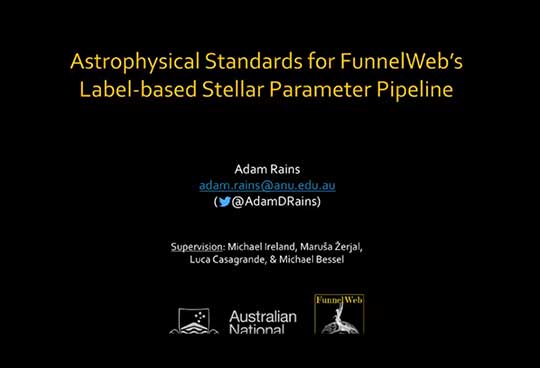 Astrophysical Standards for FunnelWeb's
Label-based Stellar Parameter Pipeline
Adam Rains
adam.rains@anu.edu.au
(@AdamDRains)
Supervision: Michael Ireland, Maruša Žerjal,
Luca Casagrande, & Michael Bessel
Australian
National
FunnelWeb